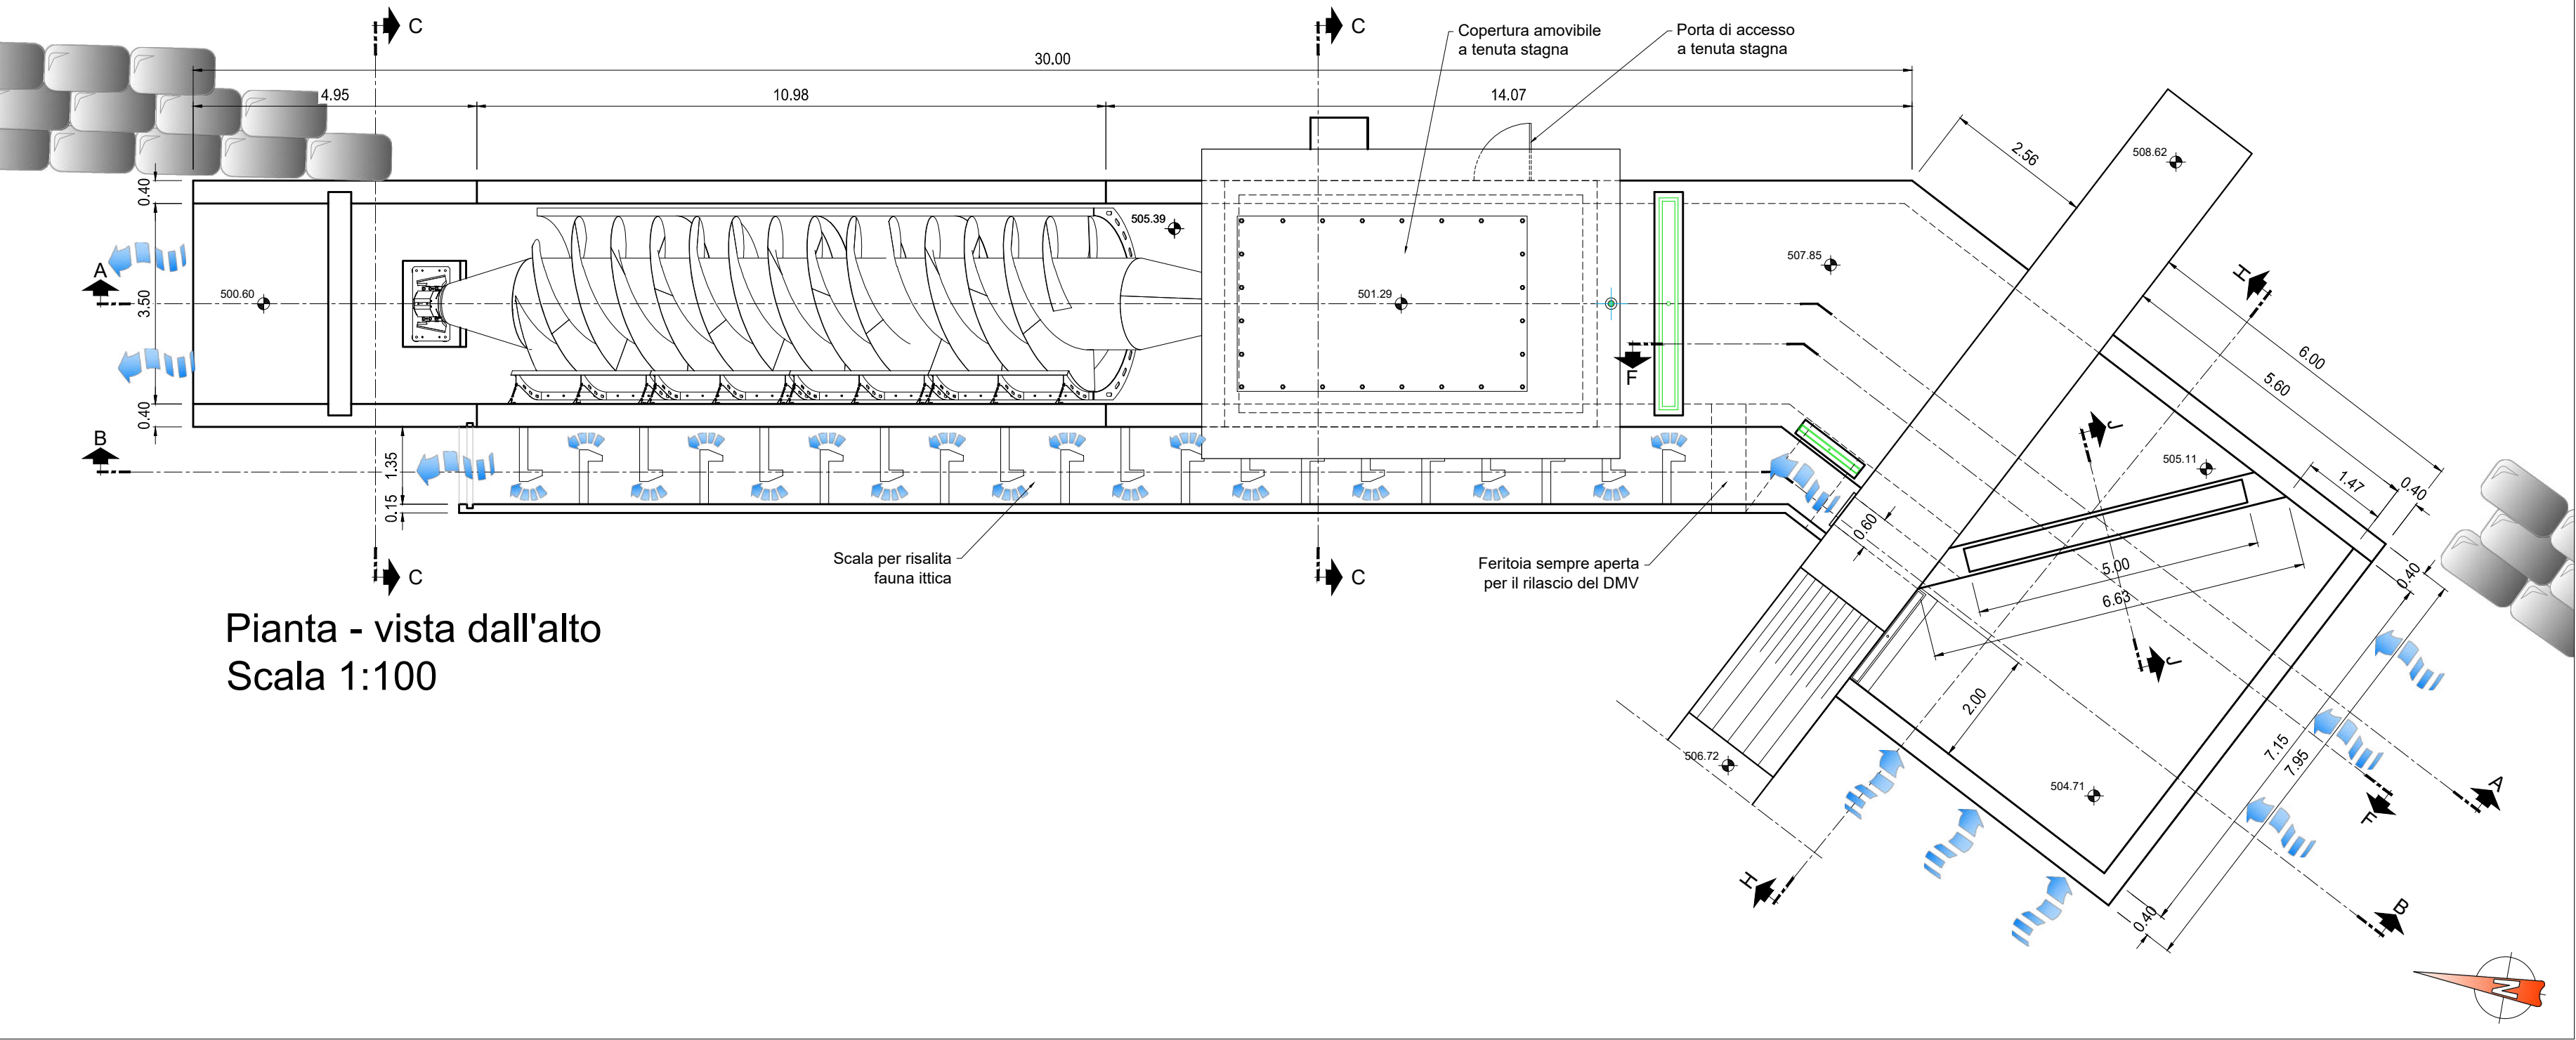 C
C
Copertura amovibile
a tenuta stagna
Porta di accesso
a tenuta stagna
30.00
4.95
10.98
14.07
2.56
508.62
0.40
505.39
507.85
A
500.60
3.50
501.29
H
6.00
5.60
F
0.40
B
1.35
0.15
J
505.11
1.47
0.40
0.60
Scala per risalita
fauna ittica
Feritoia sempre aperta
per il rilascio del DMV
5.00
6.63
0.40
C
C
Pianta - vista dall'alto
Scala 1:100
J
2.00
7.15
7.95
506.72
504.71
A
F
H
B
0.40
N